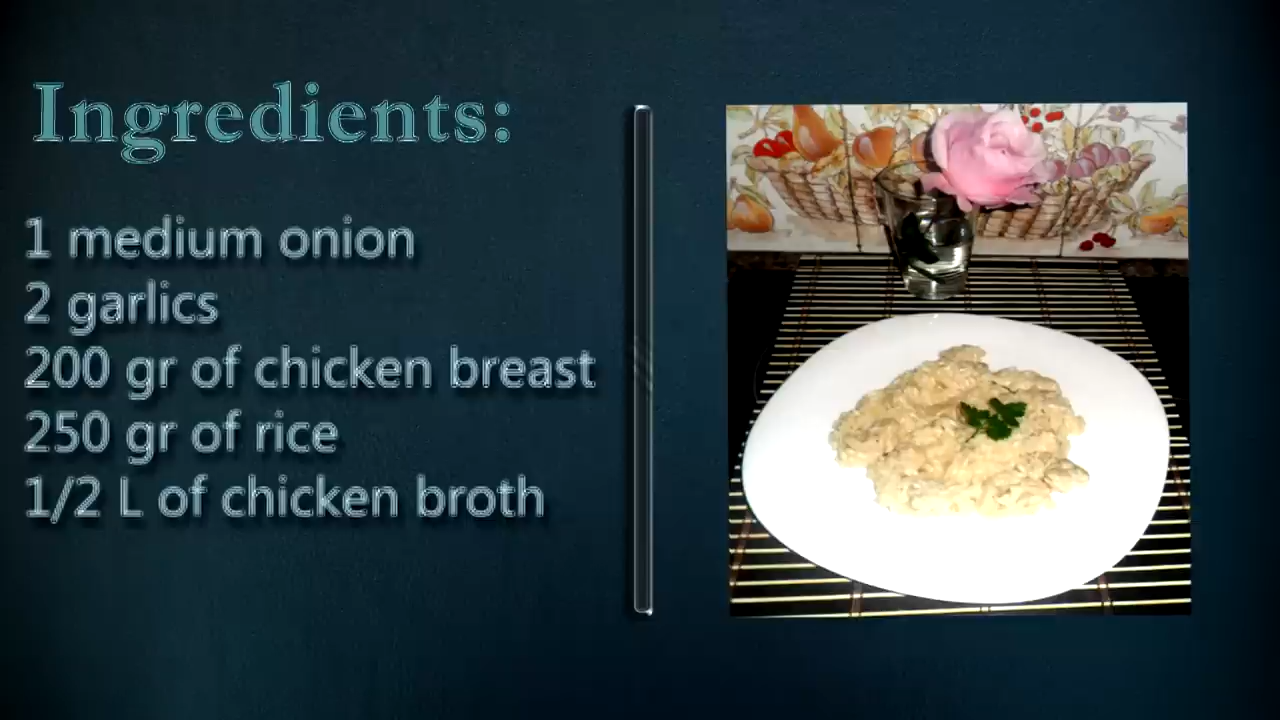 Ingredients:
1 medium onion
2 garlics
200 gr of chicken breast
250 gr of rice
1/2 L of chicken broth